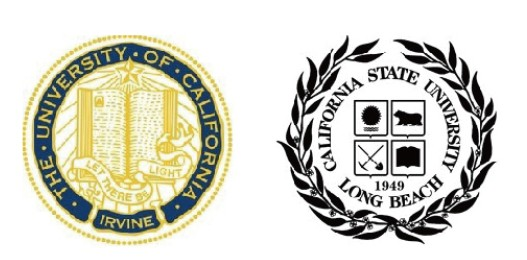 · THE · UNIVERSITY · OF · CALIFORNIA ·
A
LET THERE BE
LIGHT
IRVINE
CALIFORNIA STATE UNIVERSITY
1949
LONG BEACH